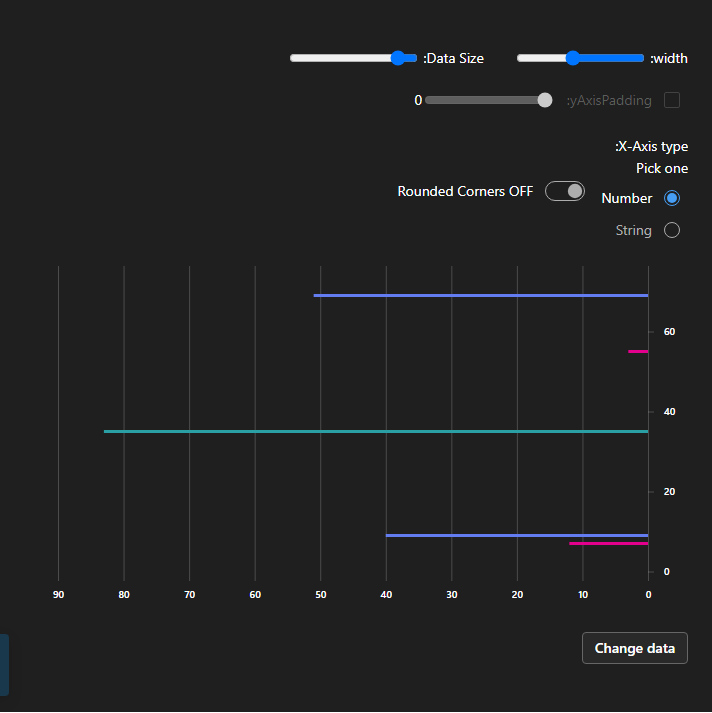 :Data Size
:width
0
:yAxisPadding
:X-Axis type
Pick one
Rounded Corners OFF
Number
String
60
40
20
0
90 80 70 60 50 40 30 20 10 0
Change data